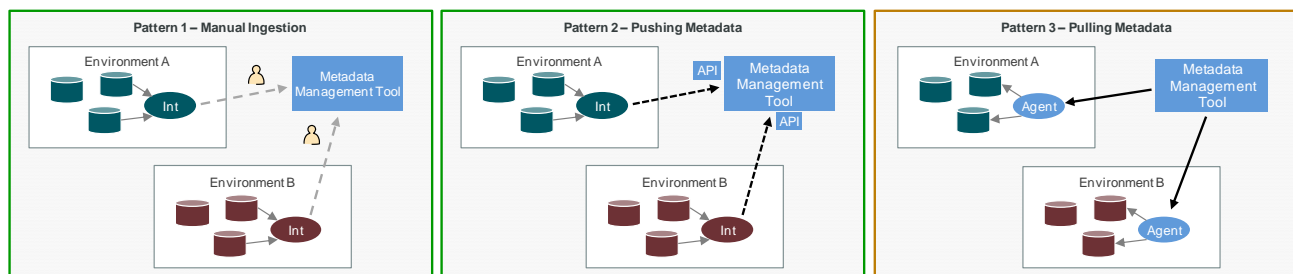 Pattern 1 – Manual Ingestion
Environment A
Int
Metadata
Management Tool
Environment B
Int
Pattern 2 – Pushing Metadata
Environment A
Int
API
Metadata
Management
Tool
API
Environment B
Int
Pattern 3 – Pulling Metadata
Environment A
Agent
Metadata
Management
Tool
Environment B
Agent